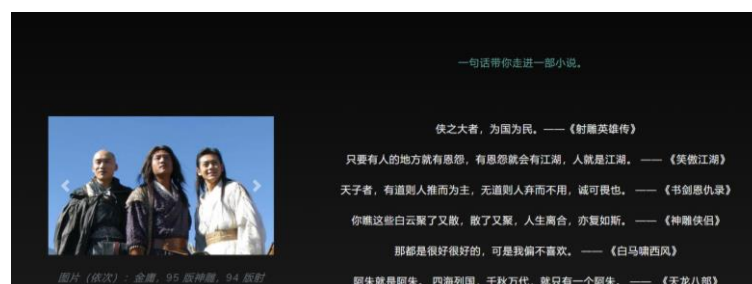 一句话带你走进一部小说。
侠之大者，为国为民。——《射雕英雄传》
只要有人的地方就有恩怨，有恩怨就会有江湖，人就是江湖。 —— 《笑傲江湖》
天子者，有道则人推而为主，无道则人弃而不用，诚可畏也。 —— 《书剑恩仇录》
你瞧这些白云聚了又散，散了又聚，人生离合，亦复如斯。 —— 《神雕侠侣》
那都是很好很好的，可是我偏不喜欢。 —— 《白马啸西风》
图片（依次）：金庸，95 版神雕，94 版射
阿朱就是阿朱。 四海列国，千秋万代，就只有一个阿朱。 —— 《天龙八部》